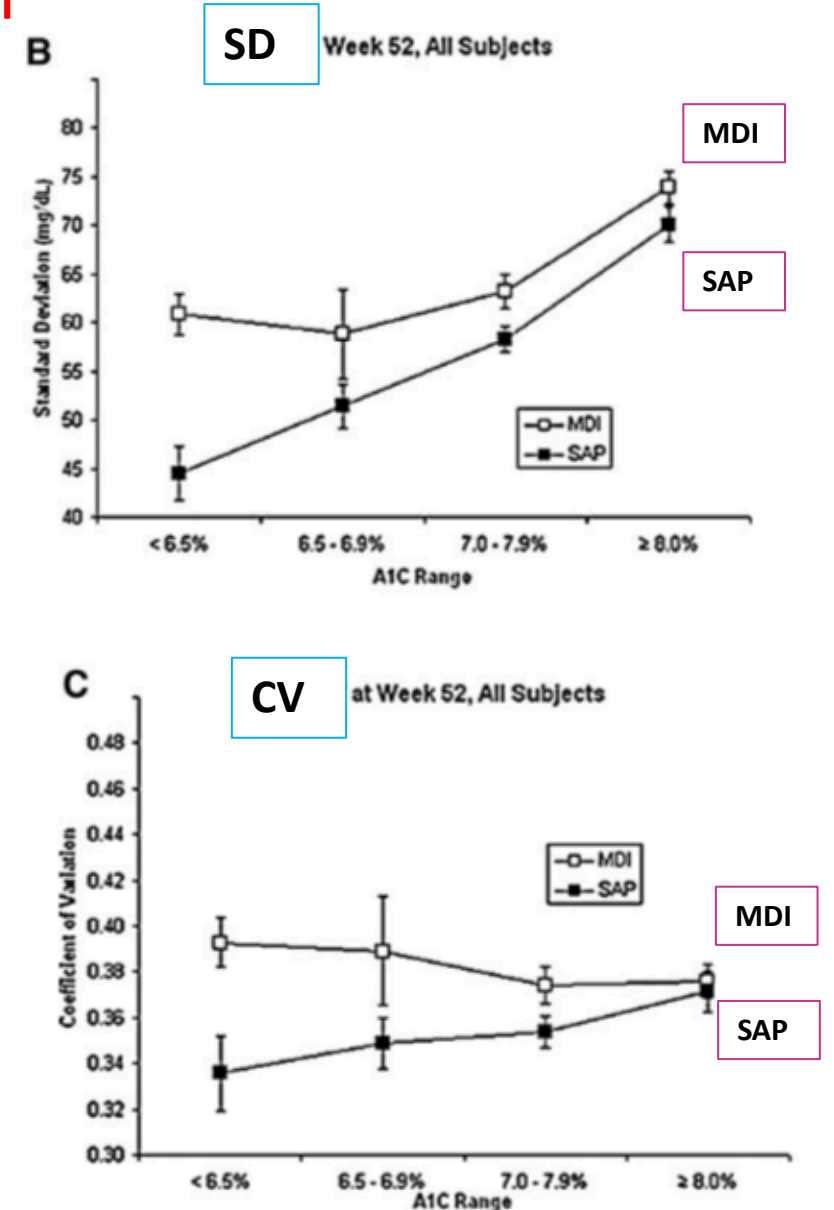 B
SD Week 52, All Subjects
MDI
SAP
Standard Deviation (mg/dL)
80
75
70
65
60
55
50
45
40
MDI
SAP
<6.5%
6.5 - 6.9%
7.0 - 7.9%
≥ 8.0%
A1C Range
C
CV at Week 52, All Subjects
Coefficient of Variation
0.48
0.46
0.44
0.42
0.40
0.38
0.36
0.34
0.32
0.30
MDI
SAP
MDI
SAP
<6.5%
6.5 - 6.9%
7.0 - 7.9%
≥ 8.0%
A1C Range